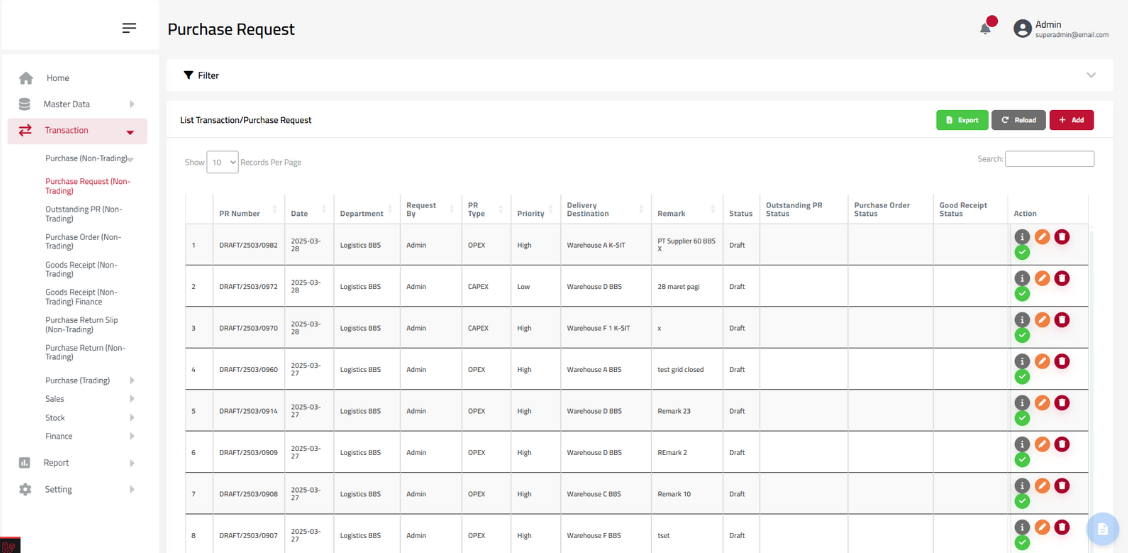 Purchase Request
Admin
superadmin@email.com
Home
Master Data
Transaction
Purchase (Non-Trading)
Purchase Request (Non-
Trading)
Outstanding PR (Non-
Trading)
Purchase Order (Non-
Trading)
Goods Receipt (Non-
Trading)
Goods Receipt (Non-
Trading) Finance
Purchase Return Slip
(Non-Trading)
Purchase Return (Non-
Trading)
Purchase (Trading)
Sales
Stock
Finance
Report
Setting
Filter
List Transaction/Purchase Request
Export Reload + Add
Show 10 Records Per Page
Search:
PR Number Date Department Request By PR Type Priority Delivery Destination Remark Status Outstanding PR Status Purchase Order Status Good Receipt Status Action
1 DRAFT/2503/0982 2025-03-28 Logistics BBS Admin OPEX High Warehouse A K-SIT PT Supplier 60 BBS X Draft
2 DRAFT/2503/0972 2025-03-28 Logistics BBS Admin CAPEX Low Warehouse D BBS 28 maret pagi Draft
3 DRAFT/2503/0970 2025-03-28 Logistics BBS Admin CAPEX High Warehouse F 1 K-SIT x Draft
4 DRAFT/2503/0960 2025-03-27 Logistics BBS Admin OPEX High Warehouse A BBS test grid closed Draft
5 DRAFT/2503/0914 2025-03-27 Logistics BBS Admin OPEX High Warehouse D BBS Remark 23 Draft
6 DRAFT/2503/0909 2025-03-27 Logistics BBS Admin OPEX High Warehouse D BBS REmark 2 Draft
7 DRAFT/2503/0908 2025-03-27 Logistics BBS Admin OPEX High Warehouse C BBS Remark 10 Draft
8 DRAFT/2503/0907 2025-03-27 Logistics BBS Admin OPEX High Warehouse F BBS tset Draft